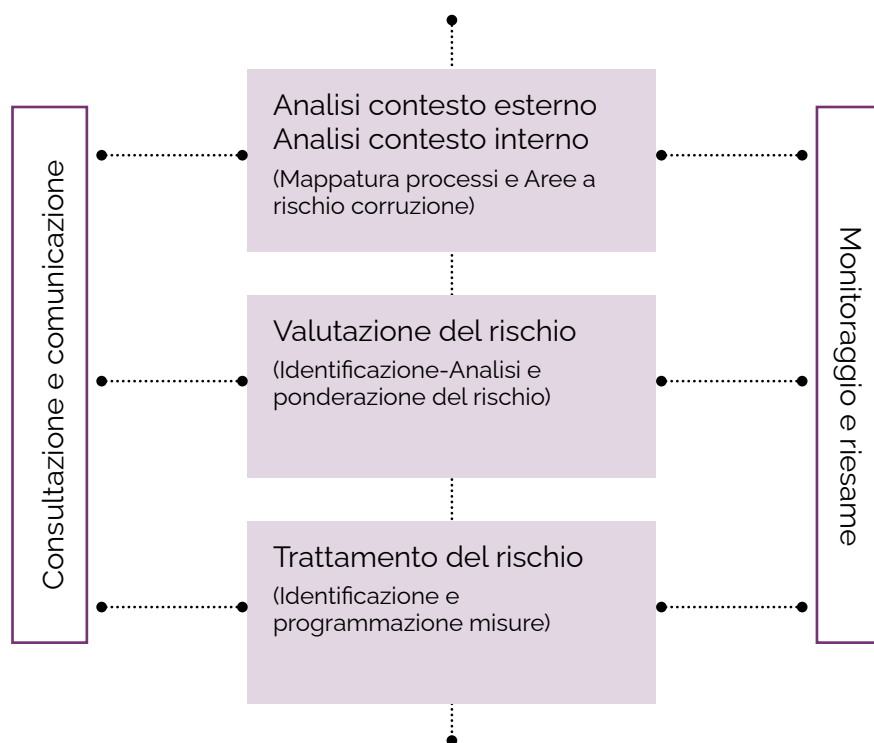 Consultazione e comunicazione
Analisi contesto esterno
Analisi contesto interno
(Mappatura processi e Aree a
rischio corruzione)
Valutazione del rischio
(Identificazione-Analisi e
ponderazione del rischio)
Trattamento del rischio
(Identificazione e
programmazione misure)
Monitoraggio e riesame